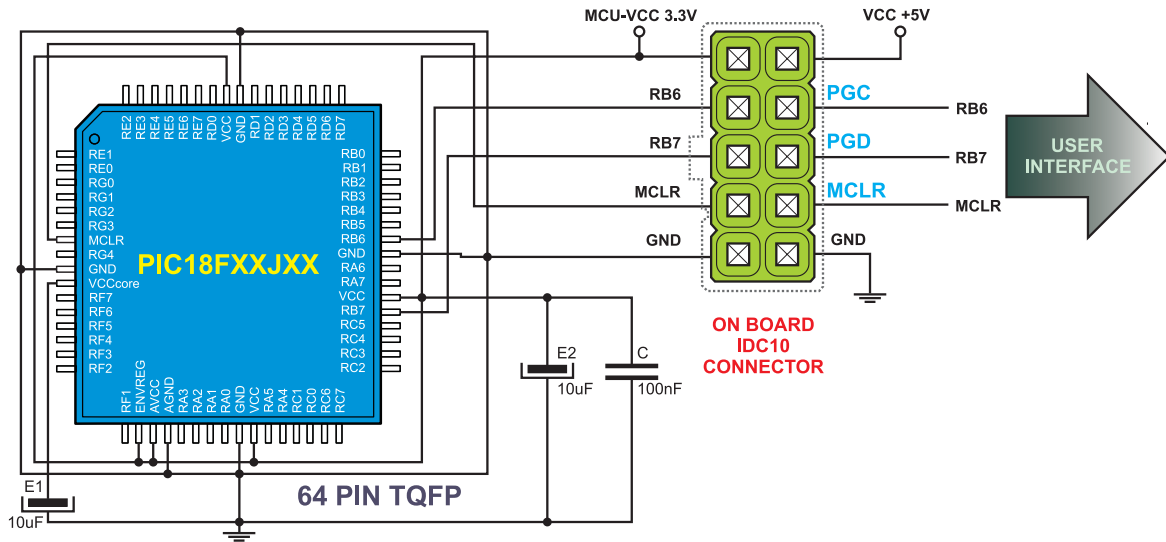 MCU-VCC 3.3V
VCC +5V
RB6
PGC
RB6
RB7
PGD
RB7
MCLR
MCLR
MCLR
GND
GND
USER
INTERFACE
ON BOARD
IDC10
CONNECTOR
RE2
RE3
RE4
RE5
RE6
RE7
RD0
VCC
GND
RD1
RD2
RD3
RD4
RD5
RD6
RD7
RE1
RE0
RG0
RG1
RG2
RG3
MCLR
RG4
GND
VCCcore
RF7
RF6
RF5
RF4
RF3
RF2
PIC18FXXJXX
RB0
RB1
RB2
RB3
RB4
RB5
RB6
GND
RA6
RA7
VCC
RB7
RC5
RC4
RC3
RC2
RF1
ENVREG
AVCC
AGND
RA3
RA2
RA1
RA0
GND
VCC
RA5
RA4
RC1
RC0
RC6
RC7
E2
10uF
C
100nF
E1
10uF
64 PIN TQFP